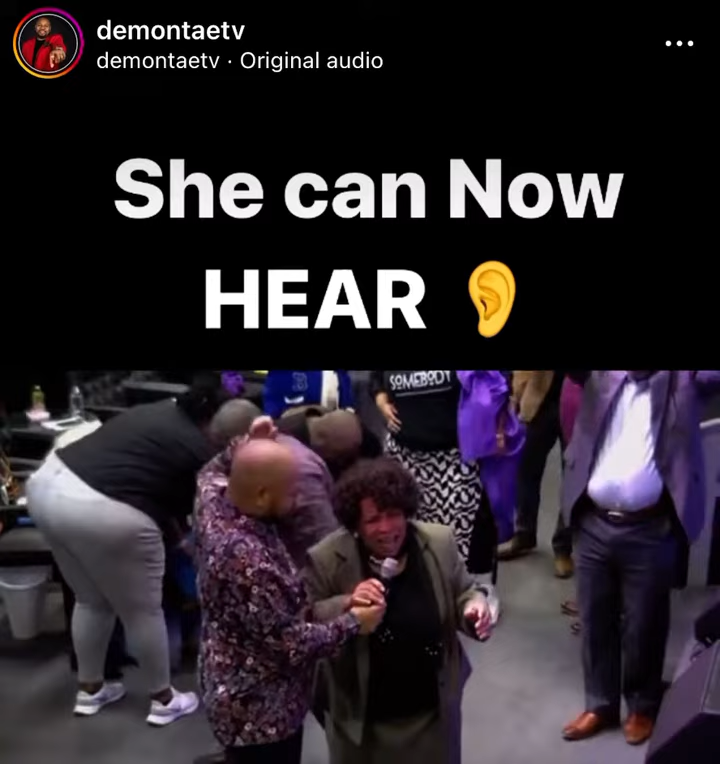 demontaetv
demontaetv · Original audio
She can Now
HEAR 👂
SOMEBODY